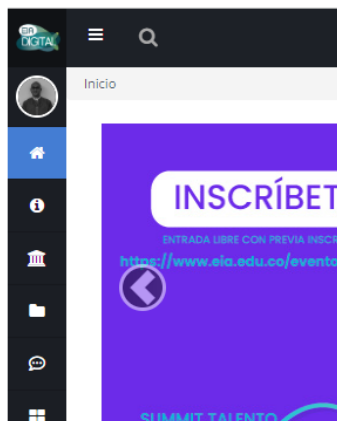 EIA
DIGITAL
Inicio
INSCRÍBET
ENTRADA LIBRE CON PREVIA INSCR
https://www.eia.edu.co/evento
SUMMIT TALENTO